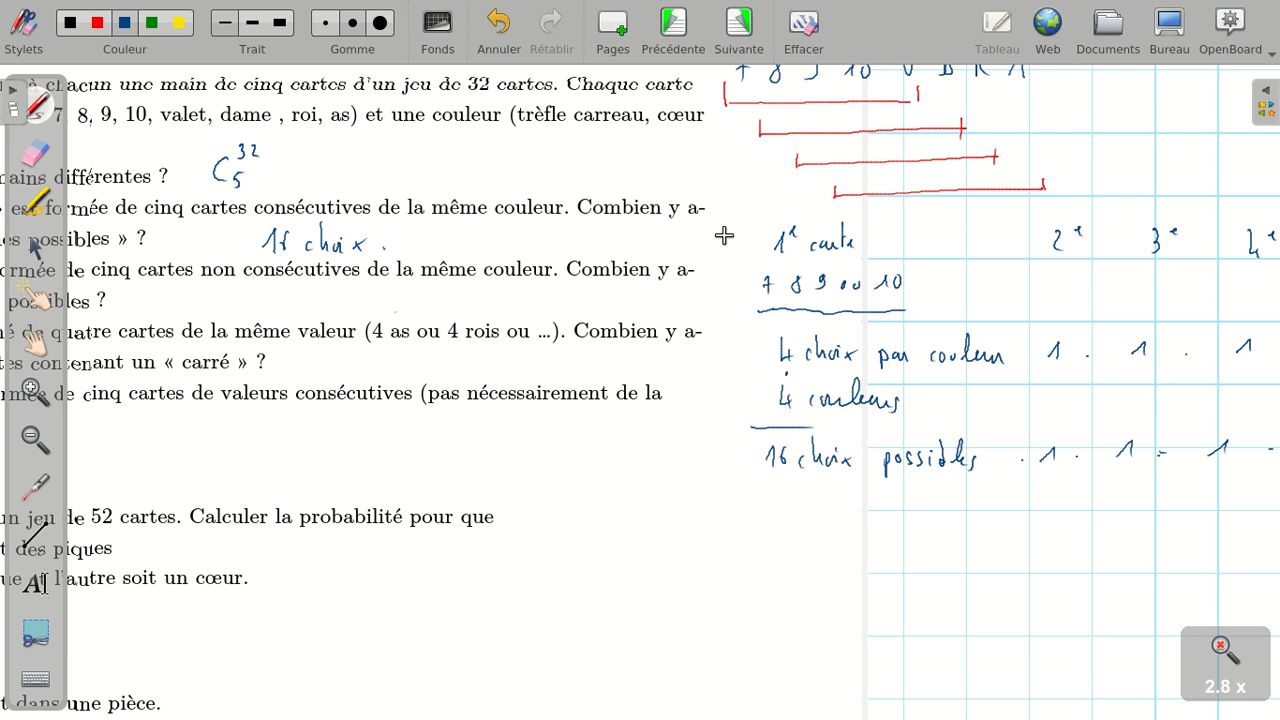 Stylets Couleur Trait Gomme Fonds Annuler Rétablir Pages Précédente Suivante Effacer Tableau Web Documents Bureau OpenBoard
chacun une main de cinq cartes d'un jeu de 32 cartes. Chaque carte
7, 8, 9, 10, valet, dame , roi, as) et une couleur (trèfle carreau, cœur
mains différentes ? C 32 5
est formée de cinq cartes consécutives de la même couleur. Combien y a-
possibles » ? 16 choix .
formée de cinq cartes non consécutives de la même couleur. Combien y a-
possibles ?
de quatre cartes de la même valeur (4 as ou 4 rois ou ...). Combien y a-
contenant un « carré » ?
de cinq cartes de valeurs consécutives (pas nécessairement de la
un jeu de 52 cartes. Calculer la probabilité pour que
des piques
et l'autre soit un cœur.
dans une pièce.
7 8 9 10 V D R A
1e carte 2e 3e 4e
7 8 9 ou 10
4 choix par couleur 1 . 1 . 1
4 couleurs
16 choix possibles . 1 . 1 . 1 .
2.8 x